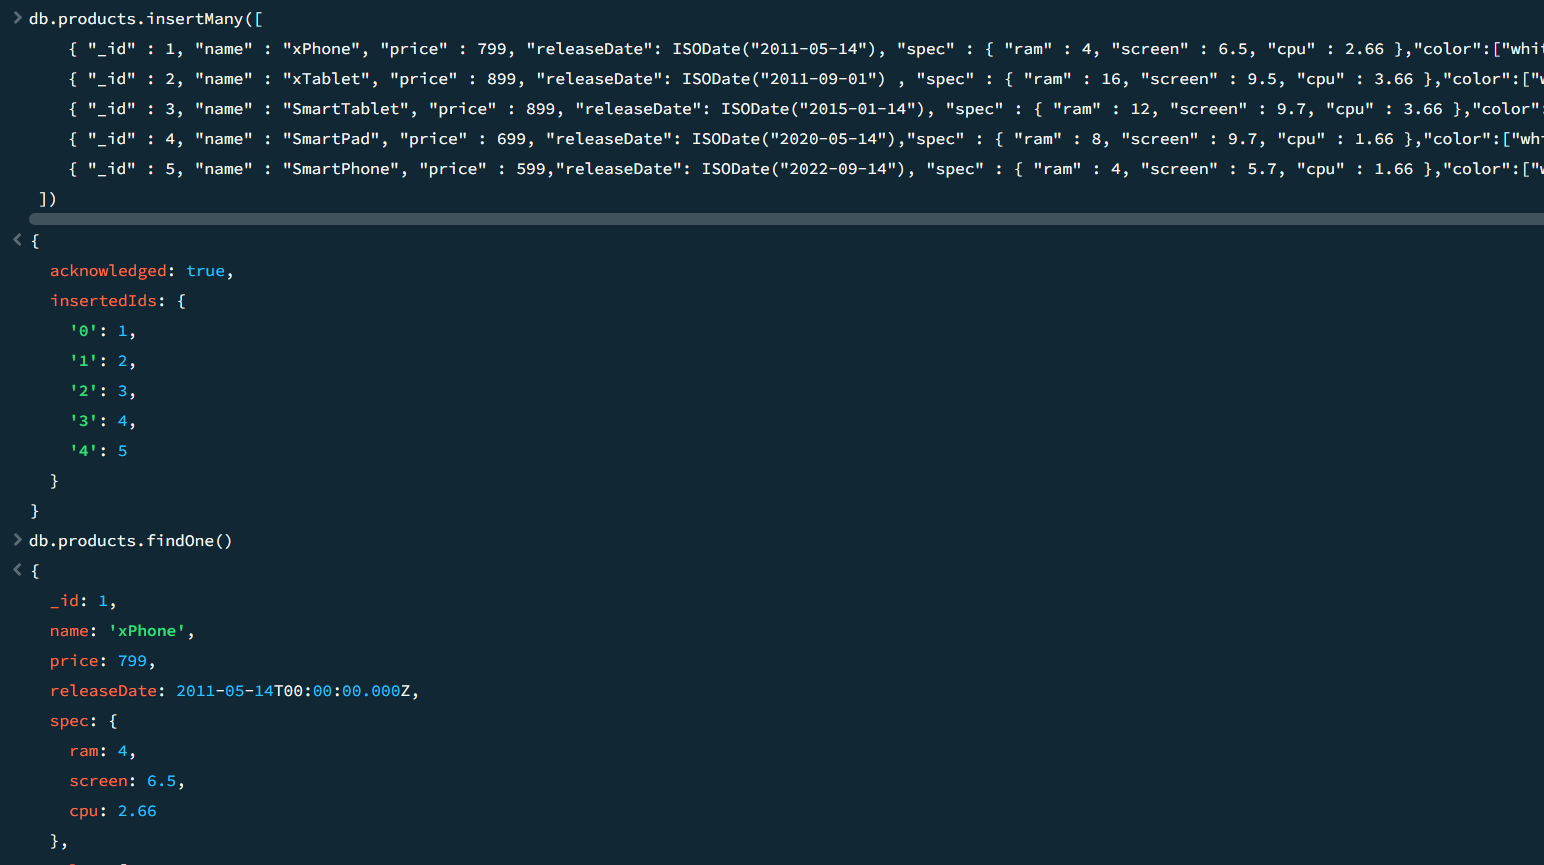 db.products.insertMany([
{ "_id" : 1, "name" : "xPhone", "price" : 799, "releaseDate": ISODate("2011-05-14"), "spec" : { "ram" : 4, "screen" : 6.5, "cpu" : 2.66 },"color":["whit
{ "_id" : 2, "name" : "xTablet", "price" : 899, "releaseDate": ISODate("2011-09-01") , "spec" : { "ram" : 16, "screen" : 9.5, "cpu" : 3.66 },"color":["w
{ "_id" : 3, "name" : "SmartTablet", "price" : 899, "releaseDate": ISODate("2015-01-14"), "spec" : { "ram" : 12, "screen" : 9.7, "cpu" : 3.66 },"color":
{ "_id" : 4, "name" : "SmartPad", "price" : 699, "releaseDate": ISODate("2020-05-14"),"spec" : { "ram" : 8, "screen" : 9.7, "cpu" : 1.66 },"color":["whi
{ "_id" : 5, "name" : "SmartPhone", "price" : 599,"releaseDate": ISODate("2022-09-14"), "spec" : { "ram" : 4, "screen" : 5.7, "cpu" : 1.66 },"color":["w
])
{
acknowledged: true,
insertedIds: {
'0': 1,
'1': 2,
'2': 3,
'3': 4,
'4': 5
}
}
db.products.findOne()
{
_id: 1,
name: 'xPhone',
price: 799,
releaseDate: 2011-05-14T00:00:00.000Z,
spec: {
ram: 4,
screen: 6.5,
cpu: 2.66
},